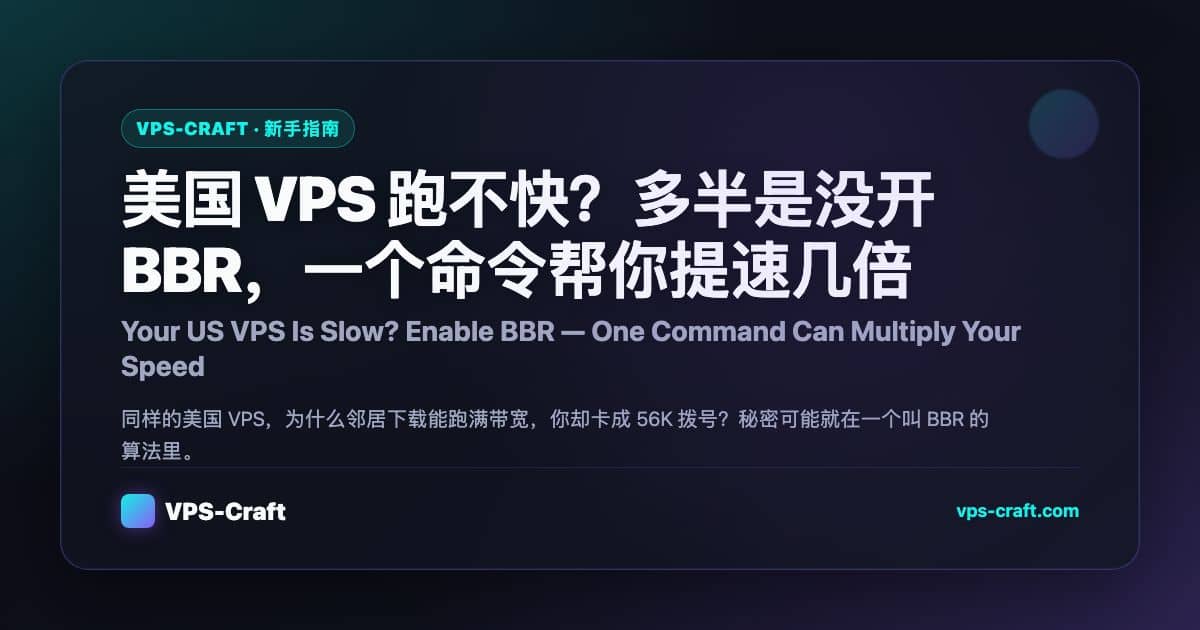 VPS-CRAFT · 新手指南
美国 VPS 跑不快？多半是没开
BBR，一个命令帮你提速几倍
Your US VPS Is Slow? Enable BBR — One Command Can Multiply Your
Speed
同样的美国 VPS，为什么邻居下载能跑满带宽，你却卡成 56K 拨号？秘密可能就在一个叫 BBR 的
算法里。
VPS-Craft
vps-craft.com